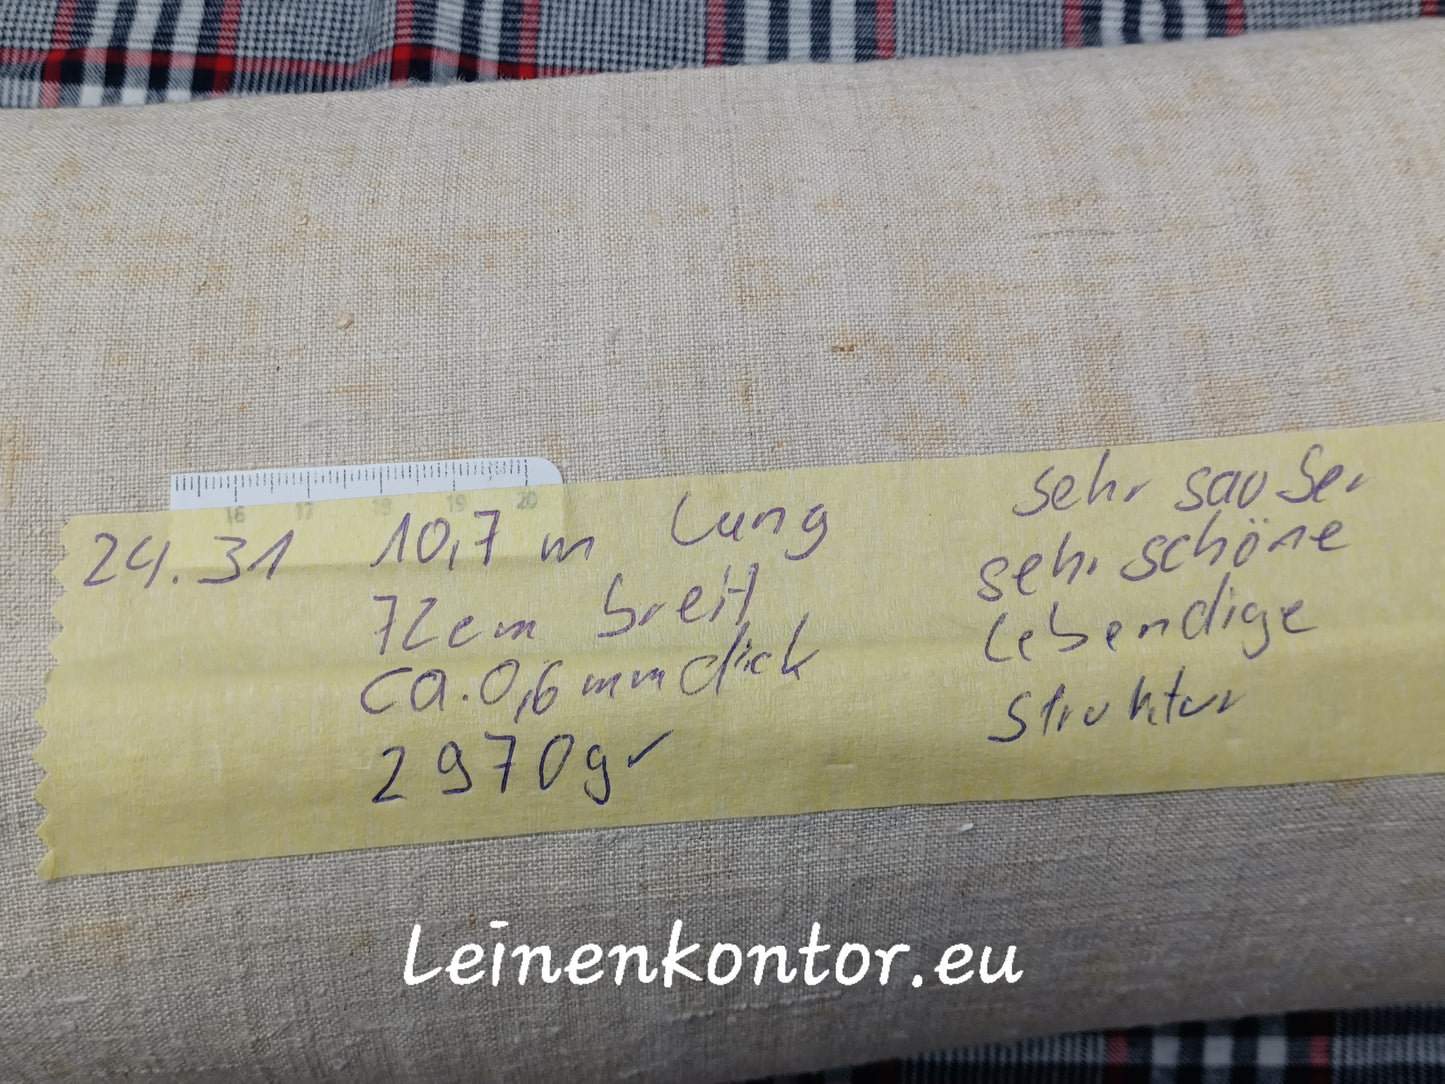 16 17 18 19 20
24.31 10,7 m lang
72cm breit
ca. 0,6 mm dick
2970gr
sehr sauber
sehr schöne
lebendige
Struktur
Leinenkontor.eu